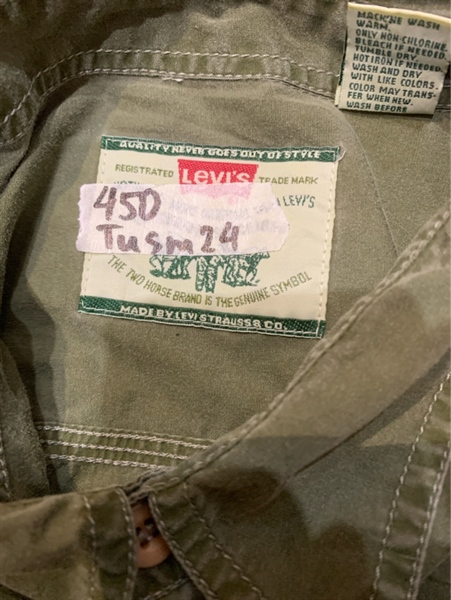 MACHINE WASH
WARM.
ONLY NON-CHLORINE
BLEACH IF NEEDED.
TUMBLE DRY
HOT IRON IF NEEDED.
WASH AND DRY
WITH LIKE COLORS.
COLOR MAY TRANS-
FER WHEN NEW.
WASH BEFORE
QUALITY NEVER GOES OUT OF STYLE
REGISTERED Levi's TRADE MARK
LEVI'S
450
Tugm24
THE TWO HORSE BRAND IS THE GENUINE SYMBOL
MADE BY LEVI STRAUSS & CO.